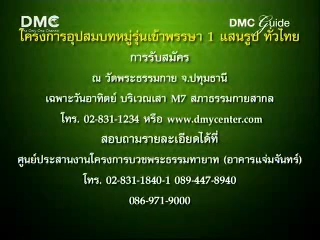 DMC
The Only One Channel
DMC Guide
โครงการอุปสมบทหมู่รุ่นเข้าพรรษา 1 แสนรูป ทั่วไทย
การรับสมัคร
ณ วัดพระธรรมกาย จ.ปทุมธานี
เฉพาะวันอาทิตย์ บริเวณเสา M7 สภาธรรมกายสากล
โทร. 02-831-1234 หรือ www.dmycenter.com
สอบถามรายละเอียดได้ที่
ศูนย์ประสานงานโครงการบวชพระธรรมทายาท (อาคารแจ่มจันทร์)
โทร. 02-831-1840-1 089-447-8940
086-971-9000